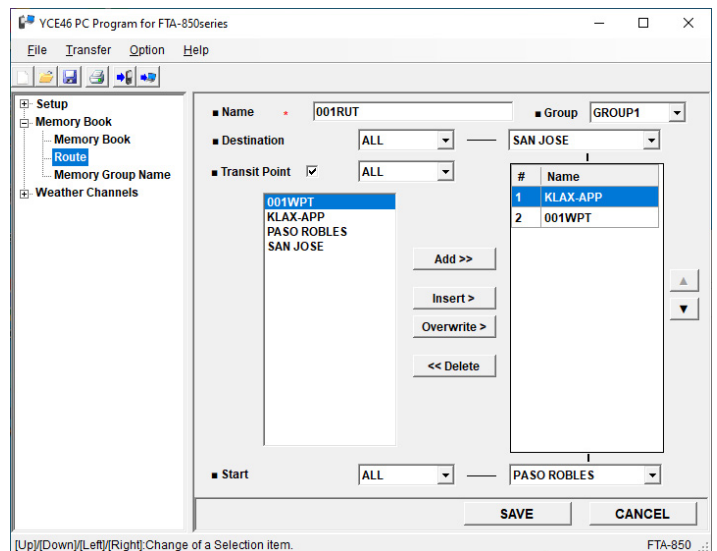 YCE46 PC Program for FTA-850series
File Transfer Option Help
Setup
Memory Book
Memory Book
Route
Memory Group Name
Weather Channels
Name * 001RUT Group GROUP1
Destination ALL SAN JOSE
Transit Point ALL
# Name
1 KLAX-APP
2 001WPT
001WPT
KLAX-APP
PASO ROBLES
SAN JOSE
Add >>
Insert >
Overwrite >
<< Delete
Start ALL PASO ROBLES
SAVE CANCEL
[Up]/[Down]/[Left]/[Right]:Change of a Selection item. FTA-850